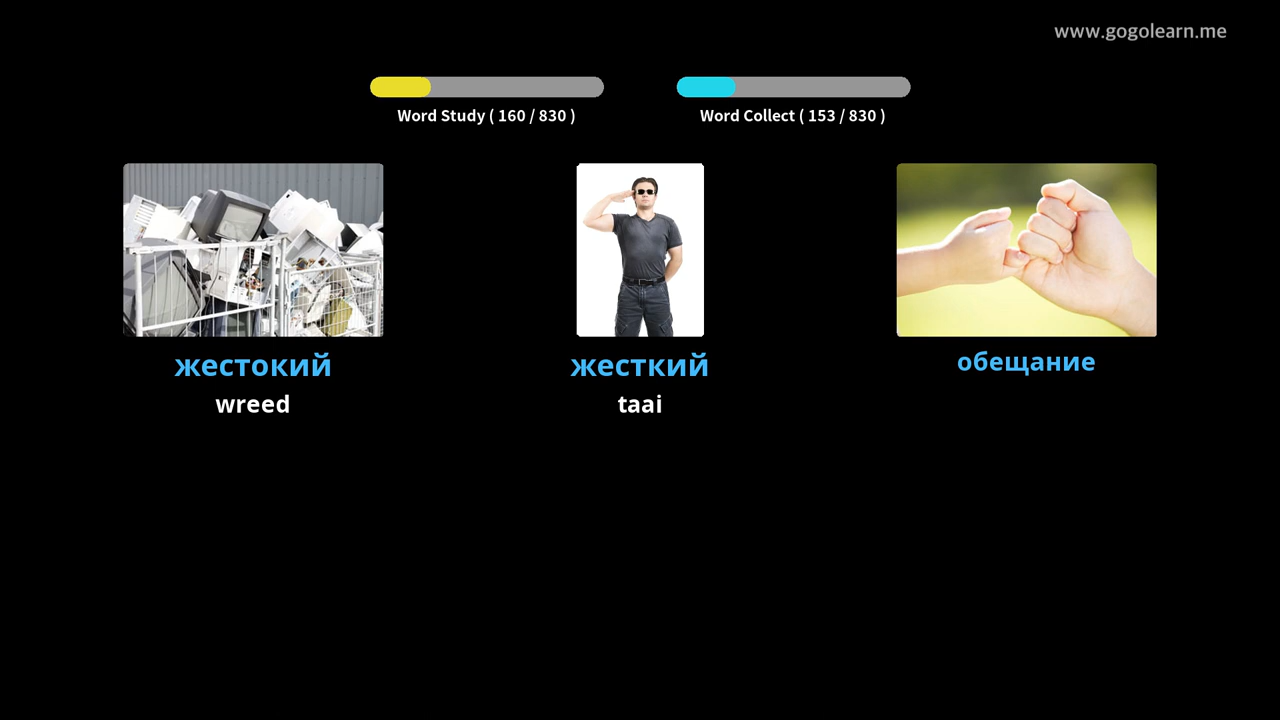 www.gogolearn.me
Word Study ( 160 / 830 )
Word Collect ( 153 / 830 )
жестокий
wreed
жесткий
taai
обещание